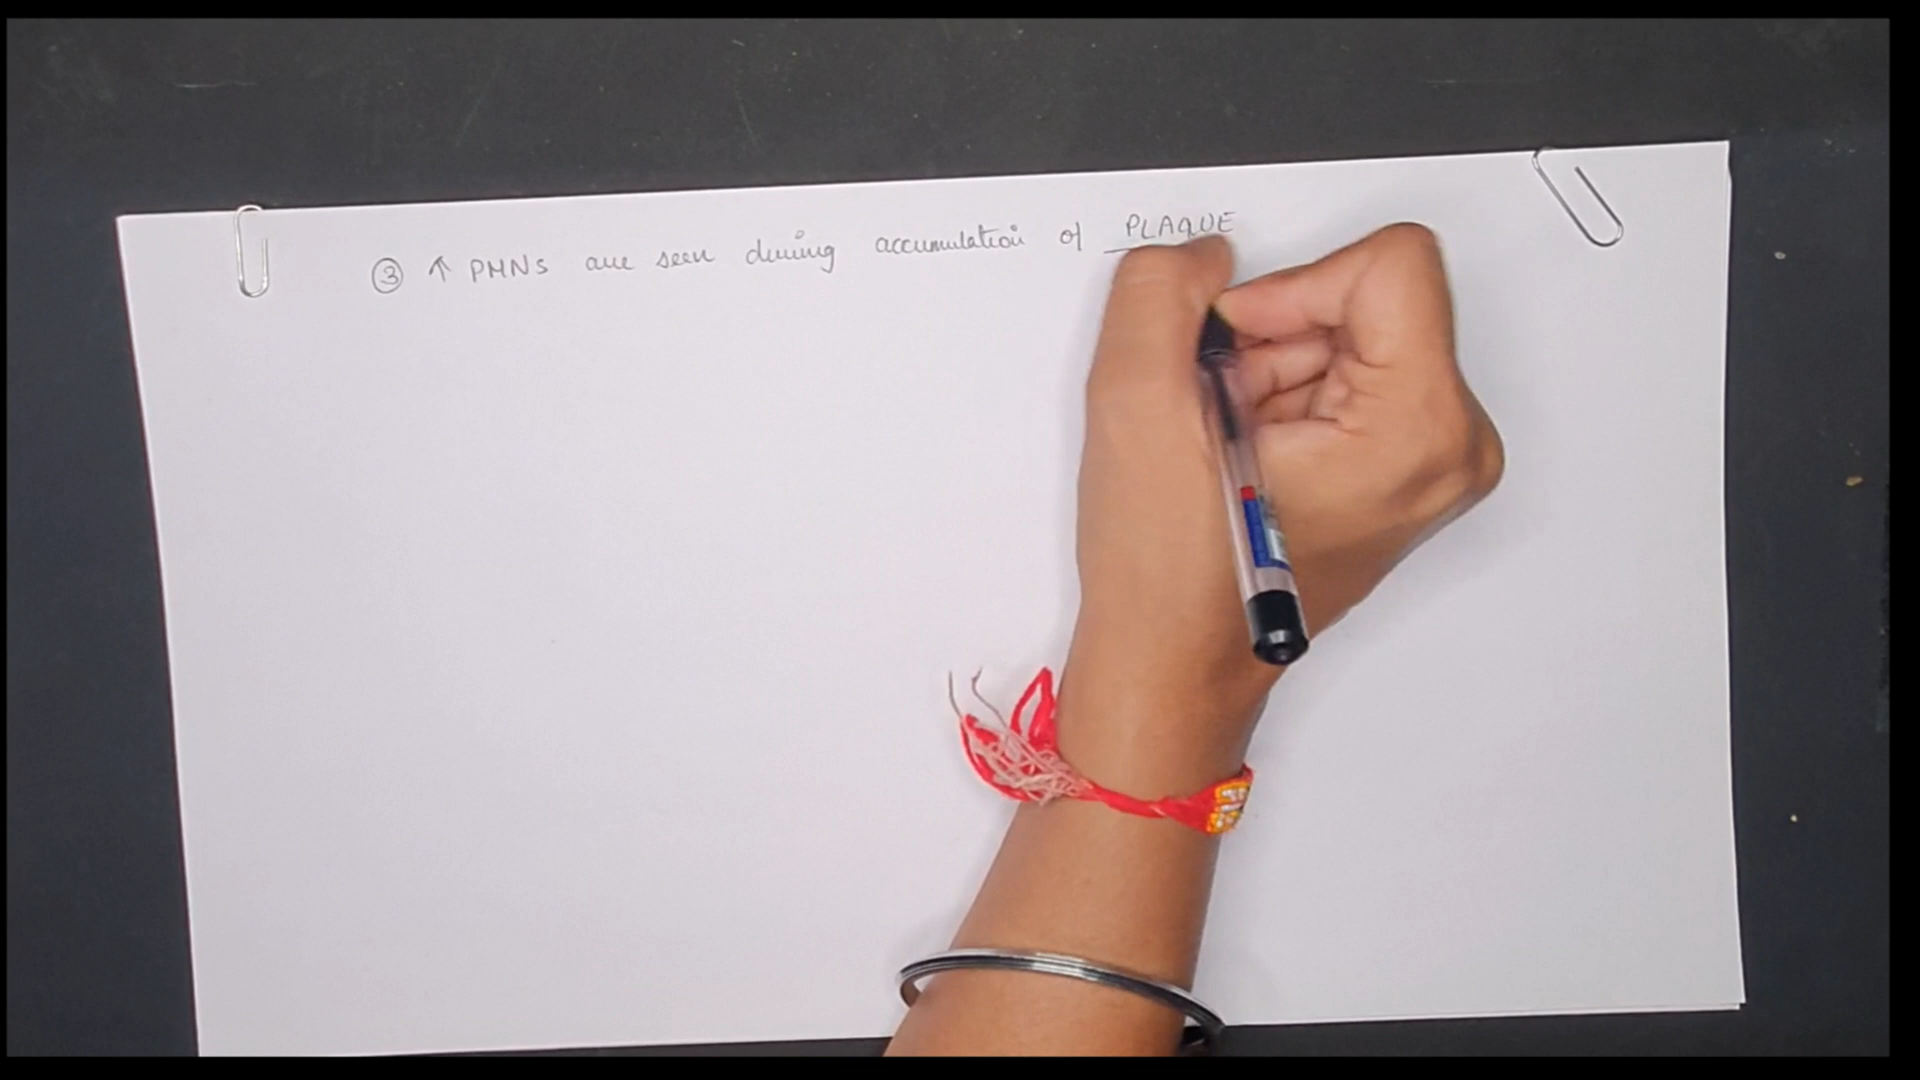 ③ ↑ PMNs are seen during accumulation of PLAQUE